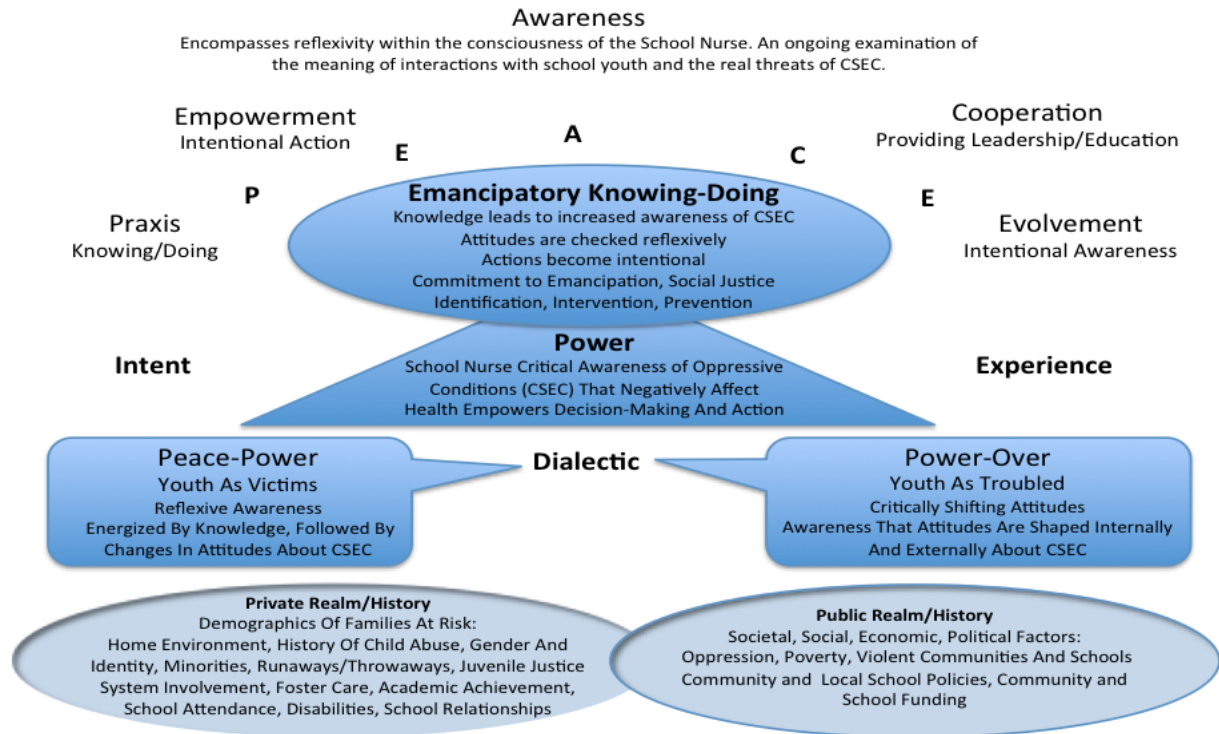 Awareness
Encompasses reflexivity within the consciousness of the School Nurse. An ongoing examination of
the meaning of interactions with school youth and the real threats of CSEC.
Empowerment
Intentional Action
Cooperation
Providing Leadership/Education
P
E
A
C
E
Praxis
Knowing/Doing
Evolvement
Intentional Awareness
Emancipatory Knowing-Doing
Knowledge leads to increased awareness of CSEC
Attitudes are checked reflexively
Actions become intentional
Commitment to Emancipation, Social Justice
Identification, Intervention, Prevention
Intent
Power
School Nurse Critical Awareness of Oppressive
Conditions (CSEC) That Negatively Affect
Health Empowers Decision-Making And Action
Experience
Peace-Power
Youth As Victims
Reflexive Awareness
Energized By Knowledge, Followed By
Changes In Attitudes About CSEC
Dialectic
Power-Over
Youth As Troubled
Critically Shifting Attitudes
Awareness That Attitudes Are Shaped Internally
And Externally About CSEC
Private Realm/History
Demographics Of Families At Risk:
Home Environment, History Of Child Abuse, Gender And
Identity, Minorities, Runaways/Throwaways, Juvenile Justice
System Involvement, Foster Care, Academic Achievement,
School Attendance, Disabilities, School Relationships
Public Realm/History
Societal, Social, Economic, Political Factors:
Oppression, Poverty, Violent Communities And Schools
Community and Local School Policies, Community and
School Funding